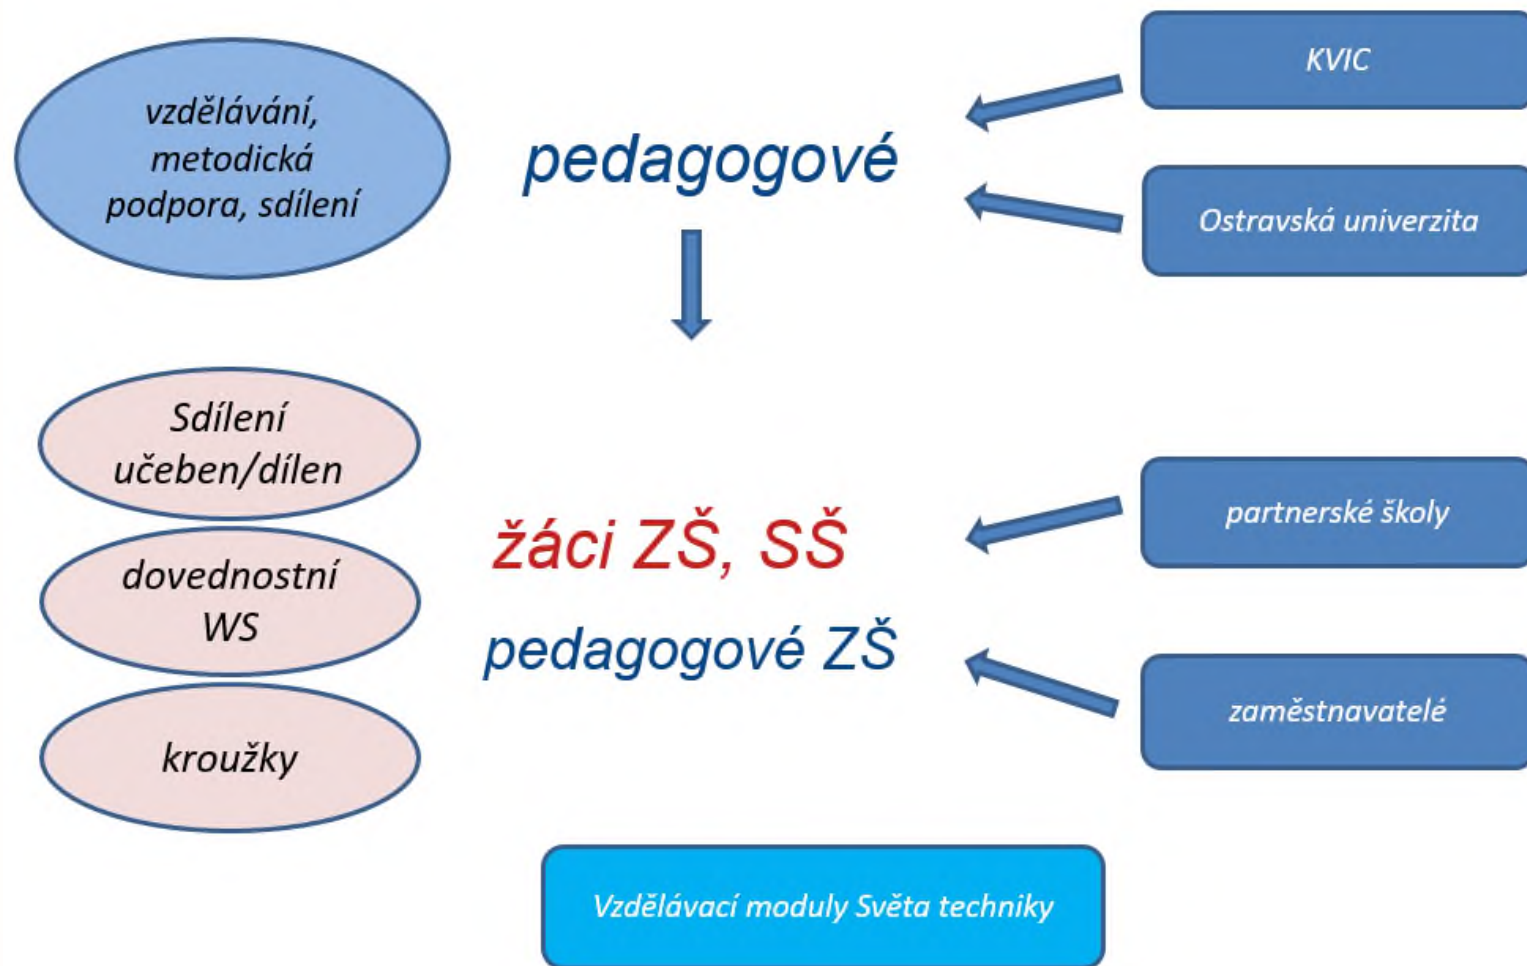 vzdělávání,
metodická
podpora, sdílení
pedagogové
KVIC
Ostravská univerzita
Sdílení
učeben/dílen
dovednostní
WS
kroužky
žáci ZŠ, SŠ
pedagogové ZŠ
partnerské školy
zaměstnavatelé
Vzdělávací moduly Světa techniky